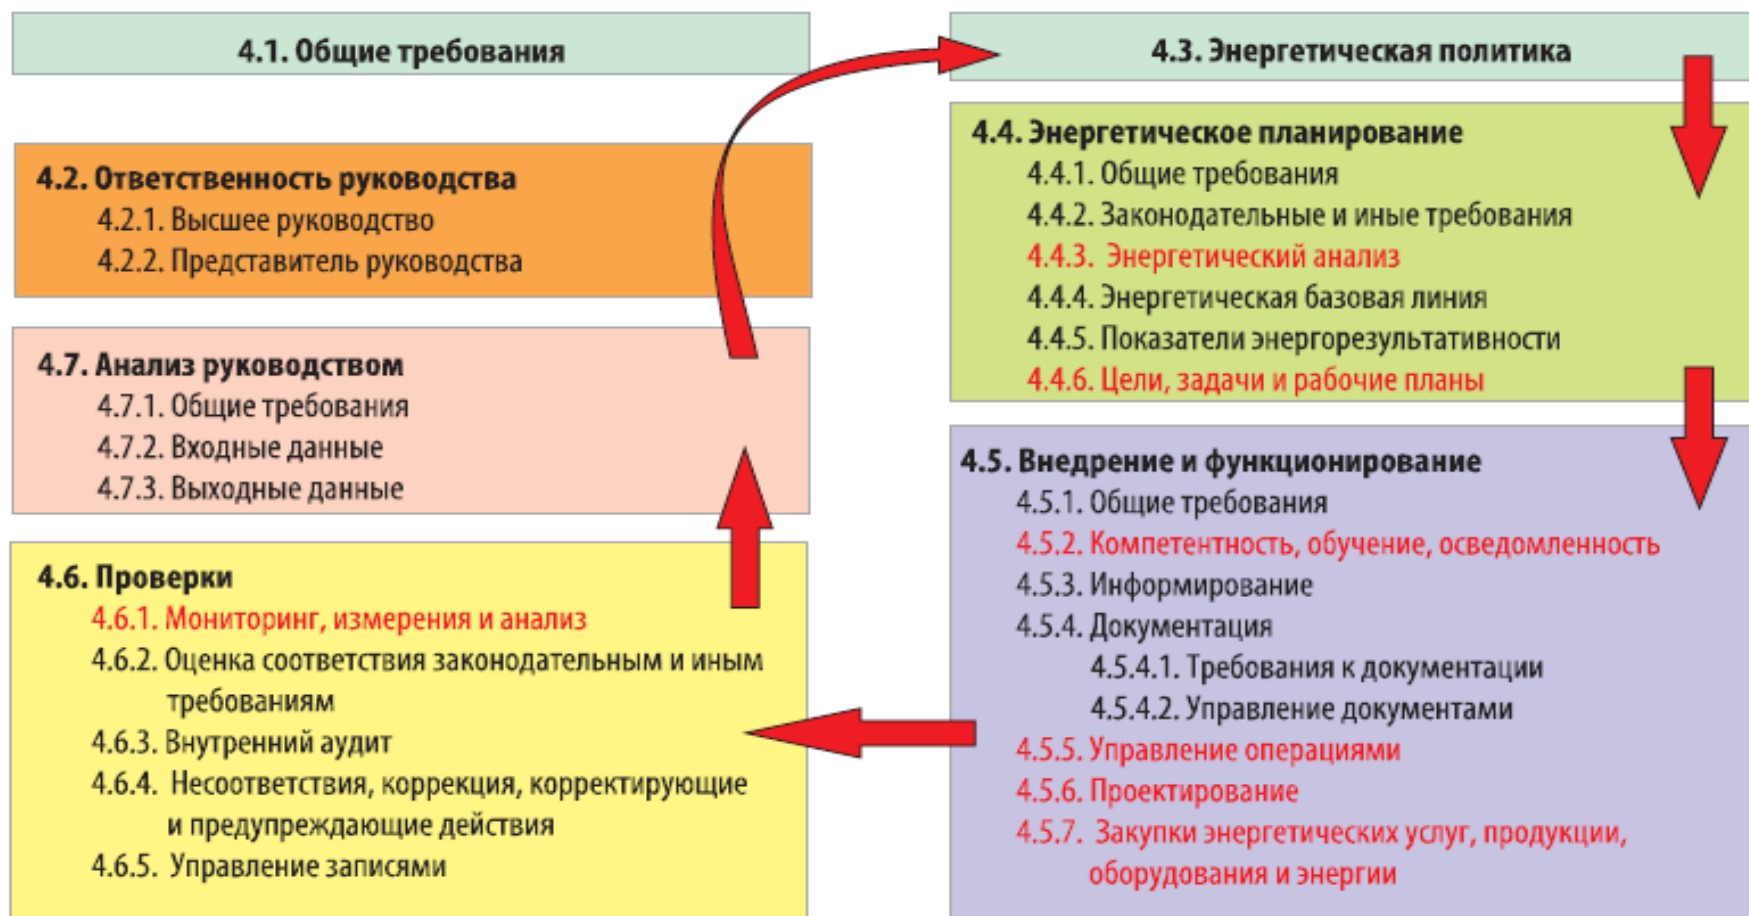 4.1. Общие требования
4.2. Ответственность руководства
4.2.1. Высшее руководство
4.2.2. Представитель руководства
4.7. Анализ руководством
4.7.1. Общие требования
4.7.2. Входные данные
4.7.3. Выходные данные
4.6. Проверки
4.6.1. Мониторинг, измерения и анализ
4.6.2. Оценка соответствия законодательным и иным
требованиям
4.6.3. Внутренний аудит
4.6.4. Несоответствия, коррекция, корректирующие
и предупреждающие действия
4.6.5. Управление записями
4.3. Энергетическая политика
4.4. Энергетическое планирование
4.4.1. Общие требования
4.4.2. Законодательные и иные требования
4.4.3. Энергетический анализ
4.4.4. Энергетическая базовая линия
4.4.5. Показатели энергорезультативности
4.4.6. Цели, задачи и рабочие планы
4.5. Внедрение и функционирование
4.5.1. Общие требования
4.5.2. Компетентность, обучение, осведомленность
4.5.3. Информирование
4.5.4. Документация
4.5.4.1. Требования к документации
4.5.4.2. Управление документами
4.5.5. Управление операциями
4.5.6. Проектирование
4.5.7. Закупки энергетических услуг, продукции,
оборудования и энергии